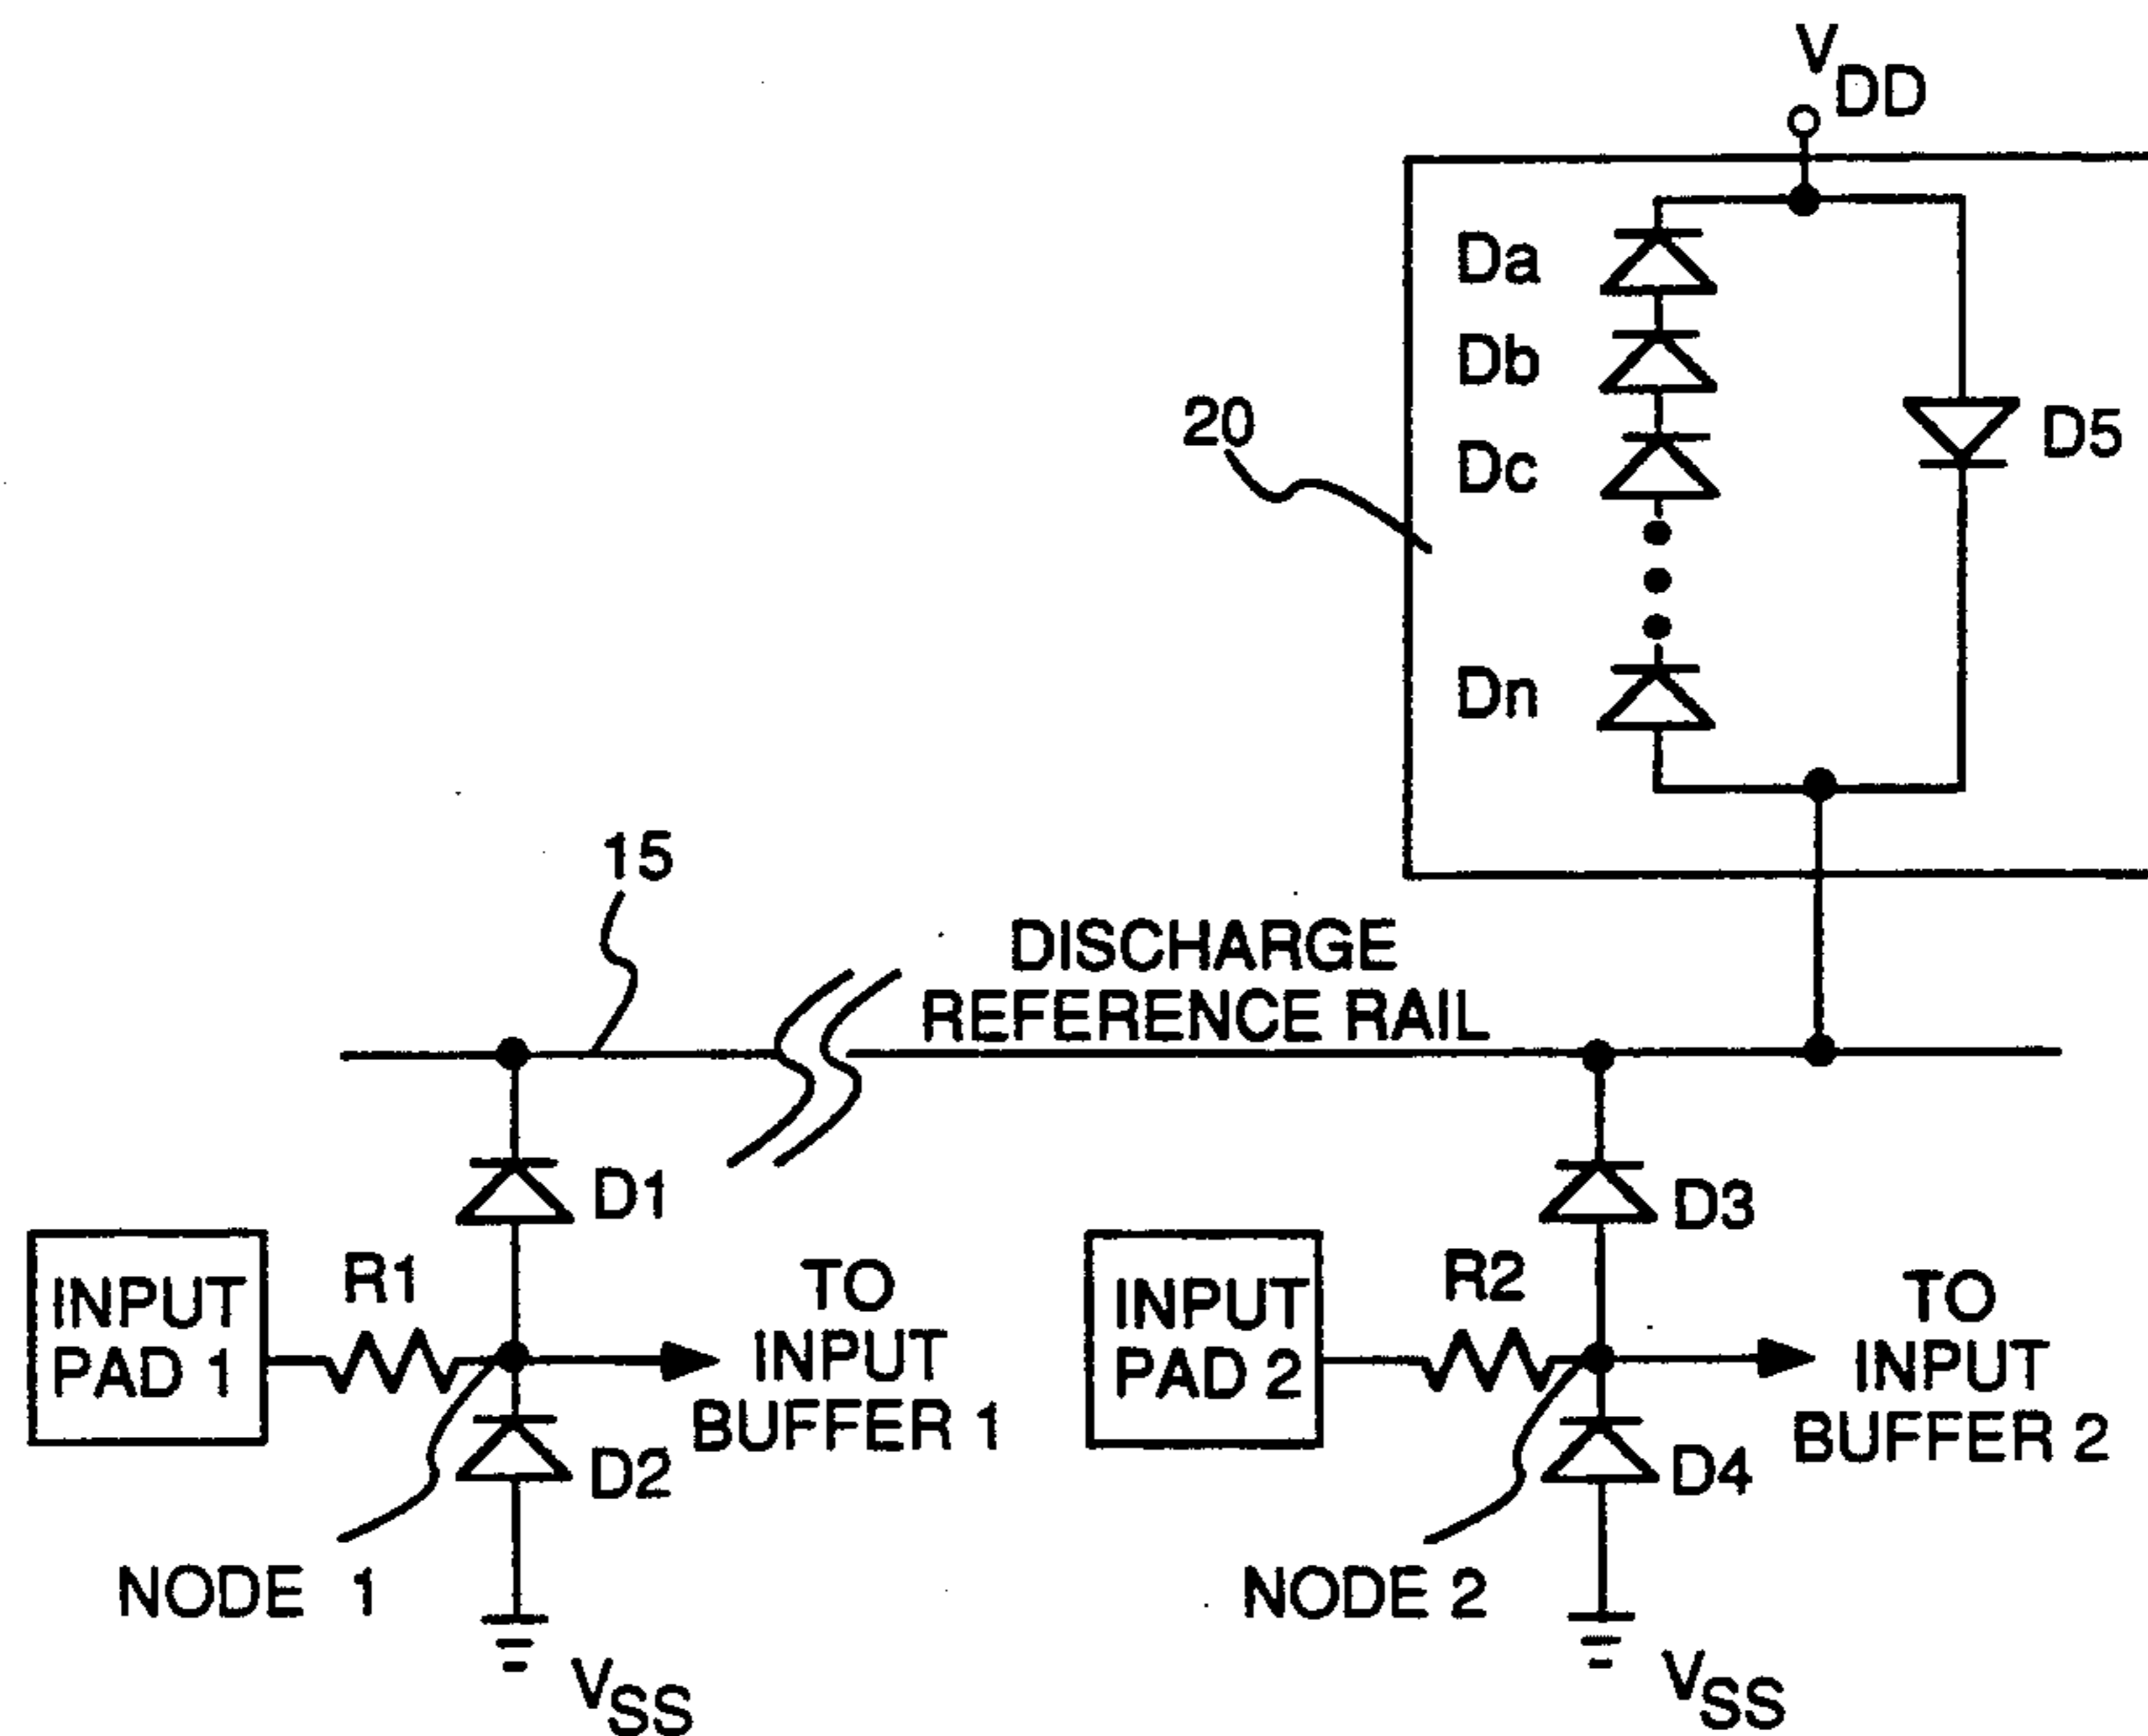 VDD
Da
Db
Dc
Dn
D5
20
15
DISCHARGE
REFERENCE RAIL
D1
D3
INPUT
PAD 1
R1
TO
INPUT
BUFFER 1
INPUT
PAD 2
R2
TO
INPUT
BUFFER 2
D2
D4
NODE 1
NODE 2
VSS
VSS